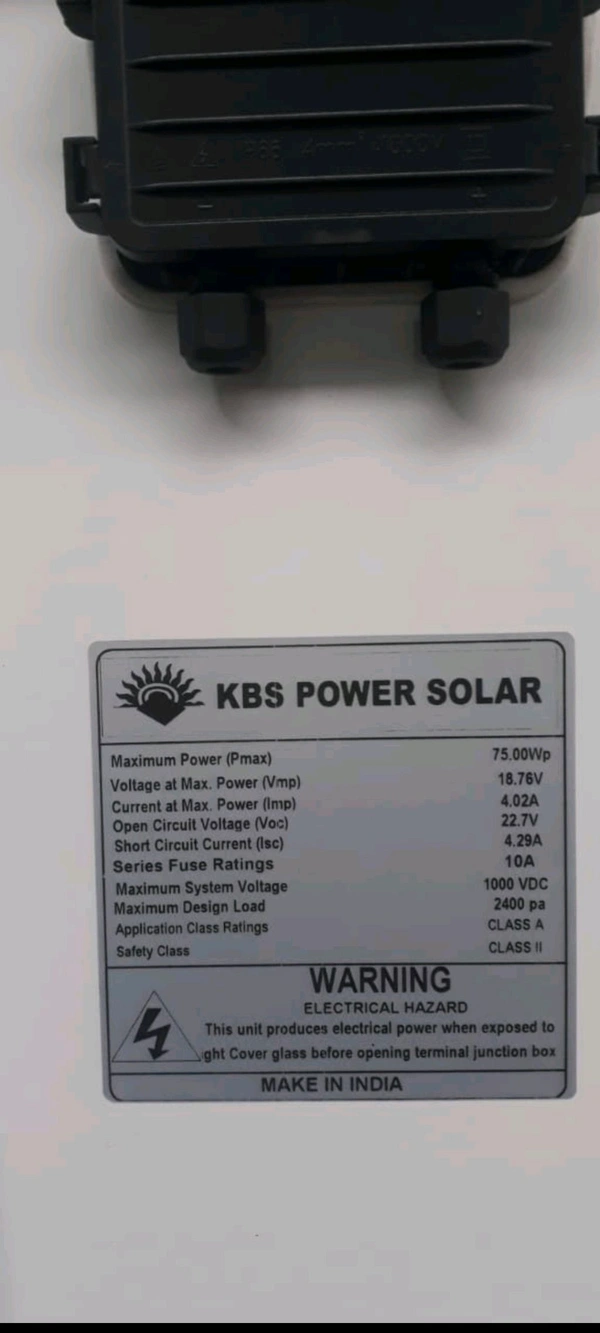 IP66 4mm² 1000V
− +
KBS POWER SOLAR
Maximum Power (Pmax) 75.00Wp
Voltage at Max. Power (Vmp) 18.76V
Current at Max. Power (Imp) 4.02A
Open Circuit Voltage (Voc) 22.7V
Short Circuit Current (Isc) 4.29A
Series Fuse Ratings 10A
Maximum System Voltage 1000 VDC
Maximum Design Load 2400 pa
Application Class Ratings CLASS A
Safety Class CLASS II
WARNING
ELECTRICAL HAZARD
This unit produces electrical power when exposed to
ght Cover glass before opening terminal junction box
MAKE IN INDIA